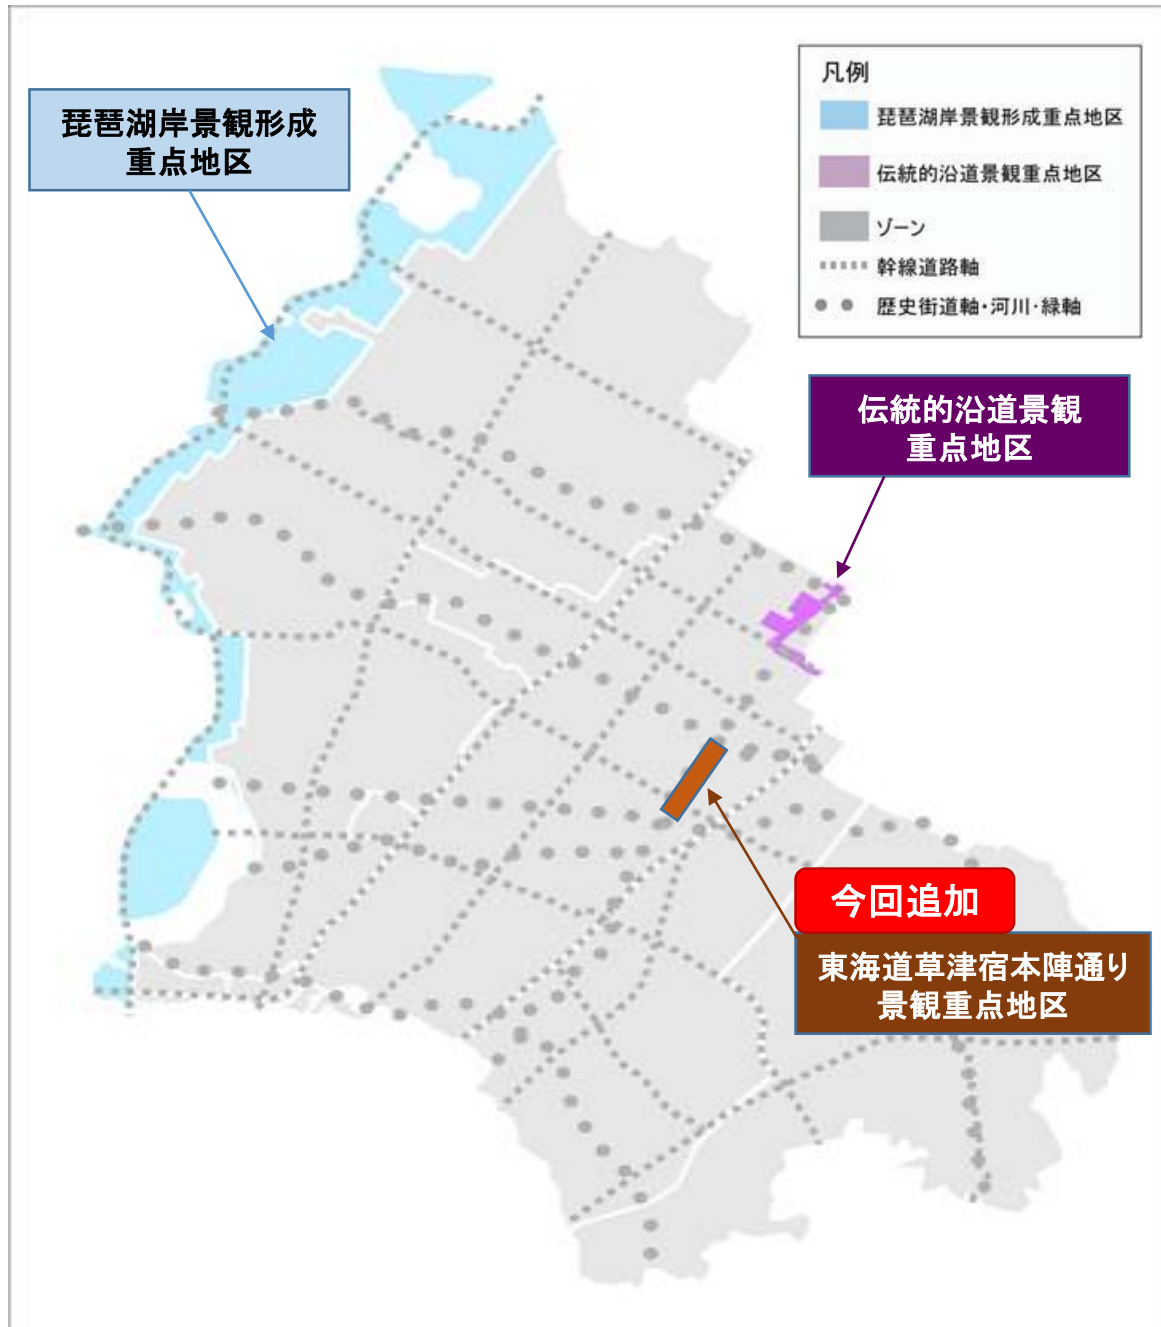 琵琶湖岸景観形成
重点地区
凡例
琵琶湖岸景観形成重点地区
伝統的沿道景観重点地区
ゾーン
幹線道路軸
歴史街道軸・河川・緑軸
伝統的沿道景観
重点地区
今回追加
東海道草津宿本陣通り
景観重点地区